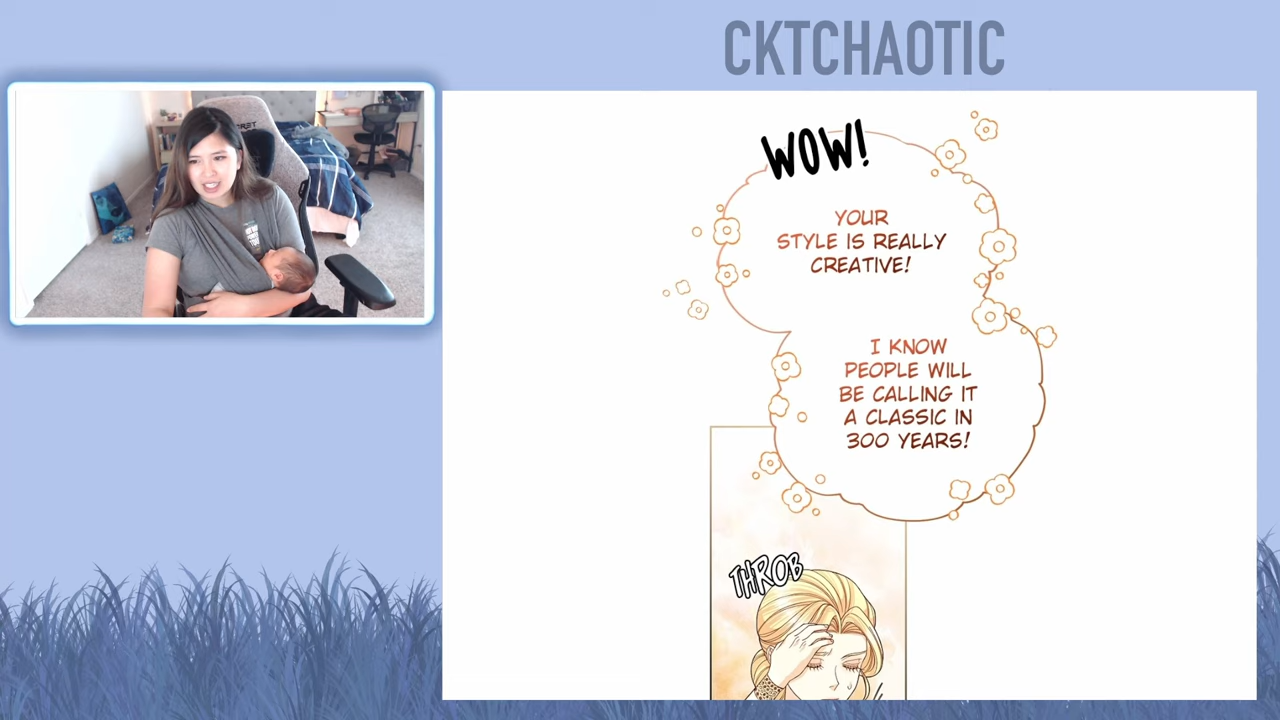 CKTCHAOTIC
WOW!
YOUR
STYLE IS REALLY
CREATIVE!
I KNOW
PEOPLE WILL
BE CALLING IT
A CLASSIC IN
300 YEARS!
THROB